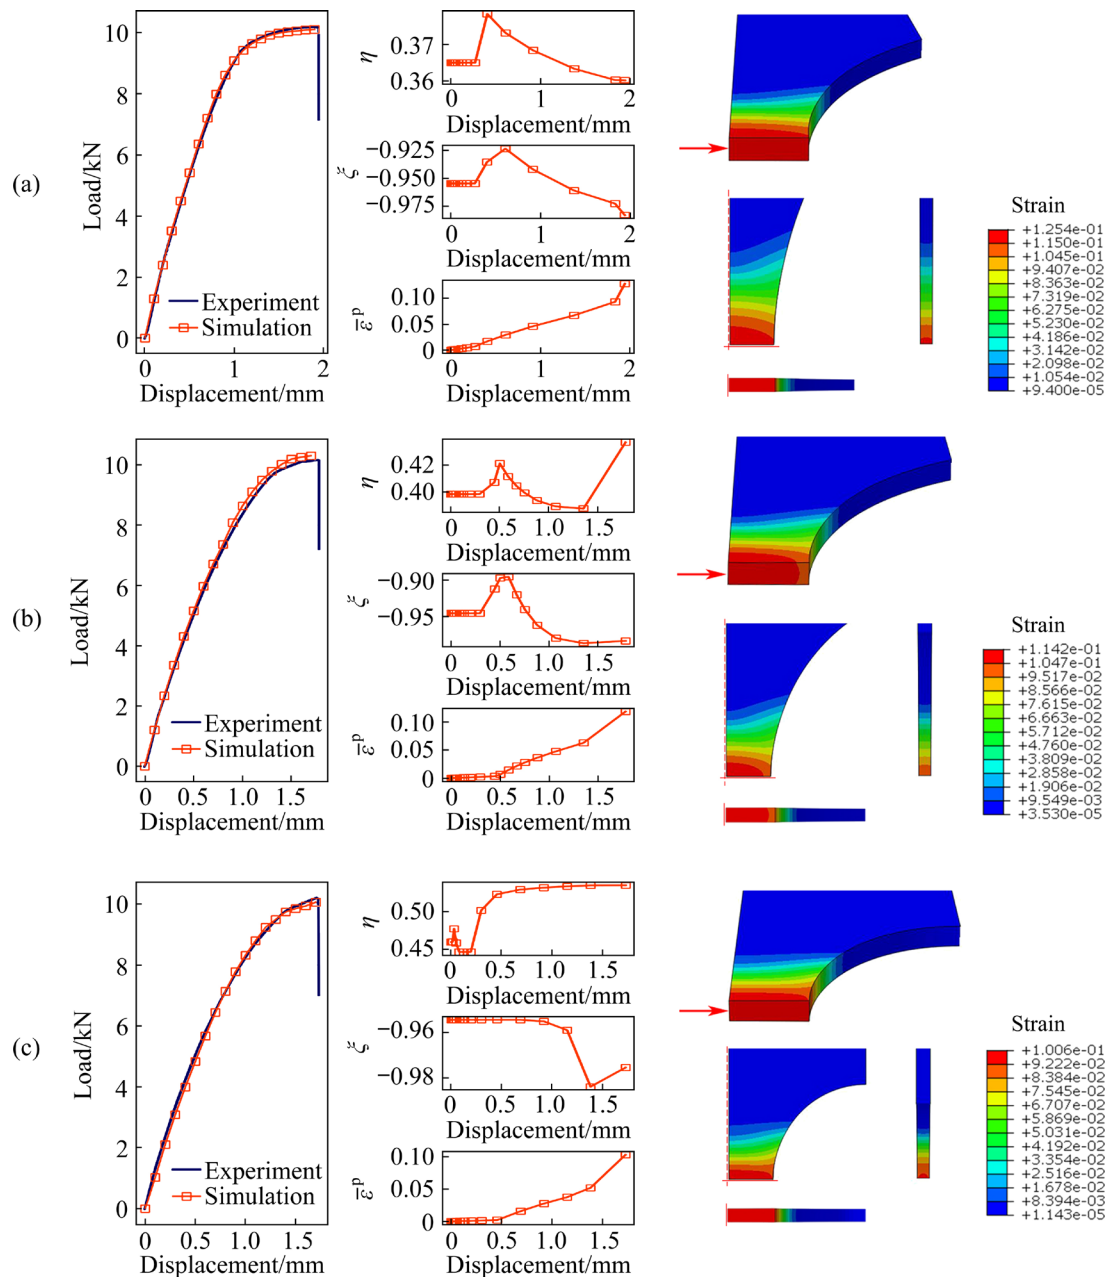 (a)
Load/kN
10
8
6
4
2
0
Experiment
Simulation
0 1 2
Displacement/mm
η
0.37
0.36
0 1 2
Displacement/mm
ξ
−0.925
−0.950
−0.975
0 1 2
Displacement/mm
ε̄ᵖ
0.10
0.05
0
0 1 2
Displacement/mm
Strain
+1.254e-01
+1.150e-01
+1.045e-01
+9.407e-02
+8.363e-02
+7.319e-02
+6.275e-02
+5.230e-02
+4.186e-02
+3.142e-02
+2.098e-02
+1.054e-02
+9.400e-05
(b)
Load/kN
10
8
6
4
2
0
Experiment
Simulation
0 0.5 1.0 1.5
Displacement/mm
η
0.42
0.40
0 0.5 1.0 1.5
Displacement/mm
ξ
−0.90
−0.95
0 0.5 1.0 1.5
Displacement/mm
ε̄ᵖ
0.10
0.05
0
0 0.5 1.0 1.5
Displacement/mm
Strain
+1.142e-01
+1.047e-01
+9.517e-02
+8.566e-02
+7.615e-02
+6.663e-02
+5.712e-02
+4.760e-02
+3.809e-02
+2.858e-02
+1.906e-02
+9.549e-03
+3.530e-05
(c)
Load/kN
10
8
6
4
2
0
Experiment
Simulation
0 0.5 1.0 1.5
Displacement/mm
η
0.50
0.45
0 0.5 1.0 1.5
Displacement/mm
ξ
−0.96
−0.98
0 0.5 1.0 1.5
Displacement/mm
ε̄ᵖ
0.10
0.05
0
0 0.5 1.0 1.5
Displacement/mm
Strain
+1.006e-01
+9.222e-02
+8.384e-02
+7.545e-02
+6.707e-02
+5.869e-02
+5.031e-02
+4.192e-02
+3.354e-02
+2.516e-02
+1.678e-02
+8.394e-03
+1.143e-05